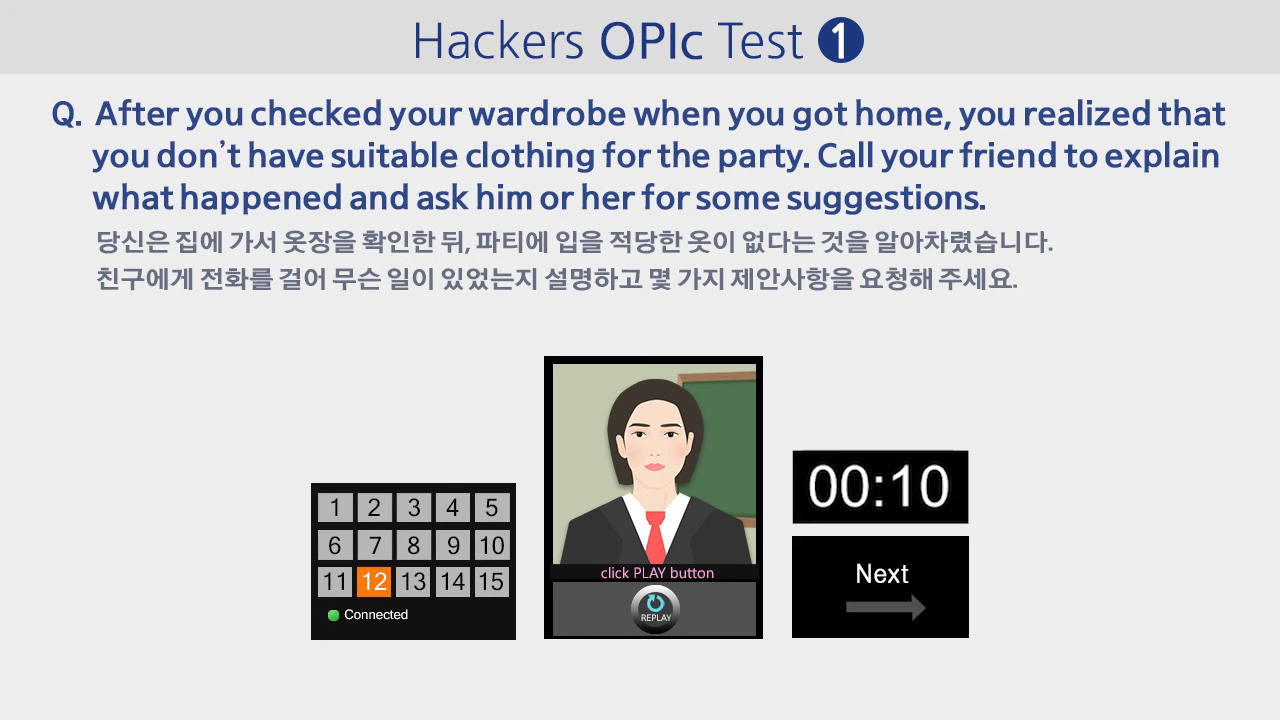 Hackers OPIc Test 1
Q. After you checked your wardrobe when you got home, you realized that
you don't have suitable clothing for the party. Call your friend to explain
what happened and ask him or her for some suggestions.
당신은 집에 가서 옷장을 확인한 뒤, 파티에 입을 적당한 옷이 없다는 것을 알아차렸습니다.
친구에게 전화를 걸어 무슨 일이 있었는지 설명하고 몇 가지 제안사항을 요청해 주세요.
1 2 3 4 5
6 7 8 9 10
11 12 13 14 15
Connected
click PLAY button
REPLAY
00:10
Next